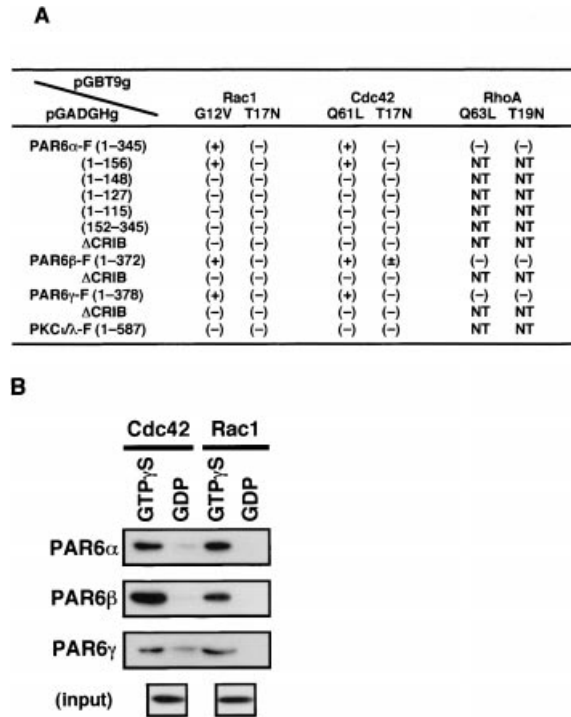 A
pGBT9g
Rac1 Cdc42 RhoA
pGADGHg G12V T17N Q61L T17N Q63L T19N
PAR6α-F (1–345) (+) (–) (+) (–) (–) (–)
(1–156) (+) (–) (+) (–) NT NT
(1–148) (–) (–) (–) (–) NT NT
(1–127) (–) (–) (–) (–) NT NT
(1–115) (–) (–) (–) (–) NT NT
(152–345) (–) (–) (–) (–) NT NT
ΔCRIB (–) (–) (–) (–) NT NT
PAR6β-F (1–372) (+) (–) (+) (±) (–) (–)
ΔCRIB (–) (–) (–) (–) NT NT
PAR6γ-F (1–378) (+) (–) (+) (–) (–) (–)
ΔCRIB (–) (–) (–) (–) NT NT
PKCι/λ-F (1–587) (–) (–) (–) (–) NT NT
B
Cdc42 Rac1
GTPγS GDP GTPγS GDP
PAR6α
PAR6β
PAR6γ
(input)